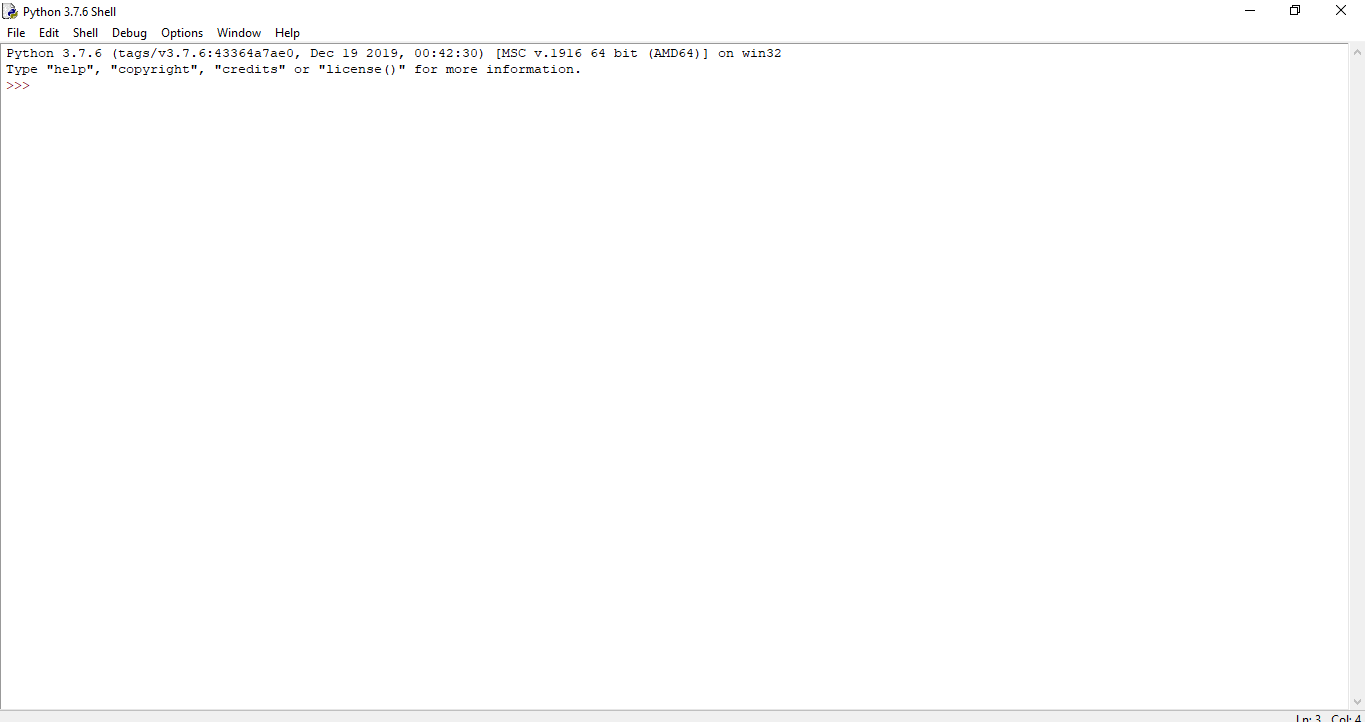 Python 3.7.6 Shell
File Edit Shell Debug Options Window Help
Python 3.7.6 (tags/v3.7.6:43364a7ae0, Dec 19 2019, 00:42:30) [MSC v.1916 64 bit (AMD64)] on win32
Type "help", "copyright", "credits" or "license()" for more information.
>>>
Ln: 3 Col: 4